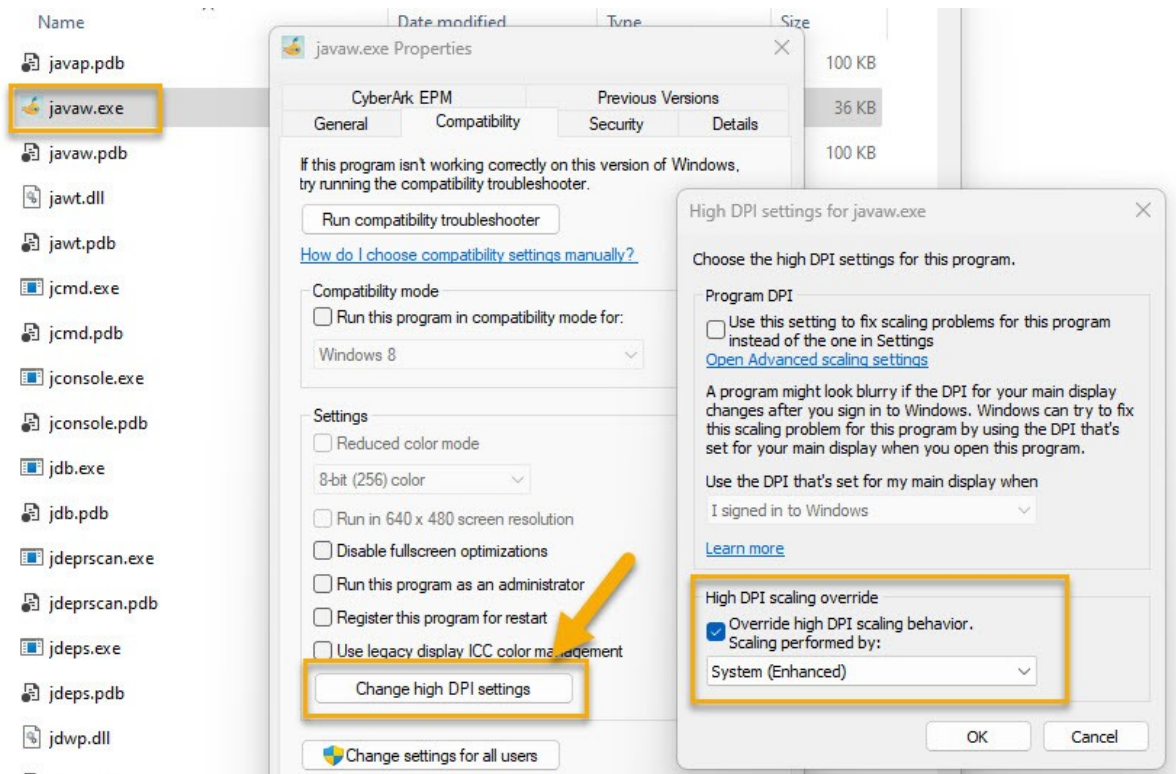 Name
Date modified
Type
Size
javap.pdb
100 KB
javaw.exe
36 KB
javaw.pdb
100 KB
jawt.dll
jawt.pdb
jcmd.exe
jcmd.pdb
jconsole.exe
jconsole.pdb
jdb.exe
jdb.pdb
jdeprscan.exe
jdeprscan.pdb
jdeps.exe
jdeps.pdb
jdwp.dll
javaw.exe Properties
CyberArk EPM
Previous Versions
General
Compatibility
Security
Details
If this program isn't working correctly on this version of Windows,
try running the compatibility troubleshooter.
Run compatibility troubleshooter
How do I choose compatibility settings manually?
Compatibility mode
Run this program in compatibility mode for:
Windows 8
Settings
Reduced color mode
8-bit (256) color
Run in 640 x 480 screen resolution
Disable fullscreen optimizations
Run this program as an administrator
Register this program for restart
Use legacy display ICC color management
Change high DPI settings
Change settings for all users
High DPI settings for javaw.exe
Choose the high DPI settings for this program.
Program DPI
Use this setting to fix scaling problems for this program
instead of the one in Settings
Open Advanced scaling settings
A program might look blurry if the DPI for your main display
changes after you sign in to Windows. Windows can try to fix
this scaling problem for this program by using the DPI that's
set for your main display when you open this program.
Use the DPI that's set for my main display when
I signed in to Windows
Learn more
High DPI scaling override
Override high DPI scaling behavior.
Scaling performed by:
System (Enhanced)
OK
Cancel